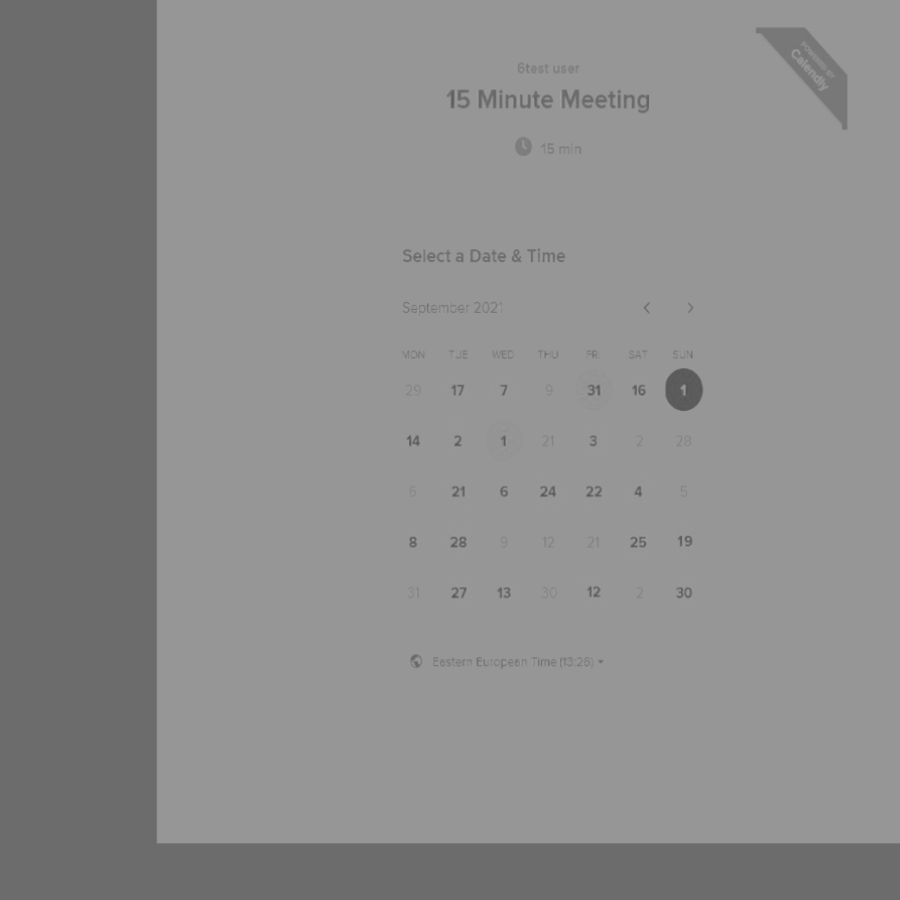 POWERED BY
Calendly
6test user
15 Minute Meeting
15 min
Select a Date & Time
September 2021
MON TUE WED THU FRI SAT SUN
29 17 7 9 31 16 1
14 2 1 21 3 2 28
6 21 6 24 22 4 5
8 28 9 12 21 25 19
31 27 13 30 12 2 30
Eastern European Time (13:26)